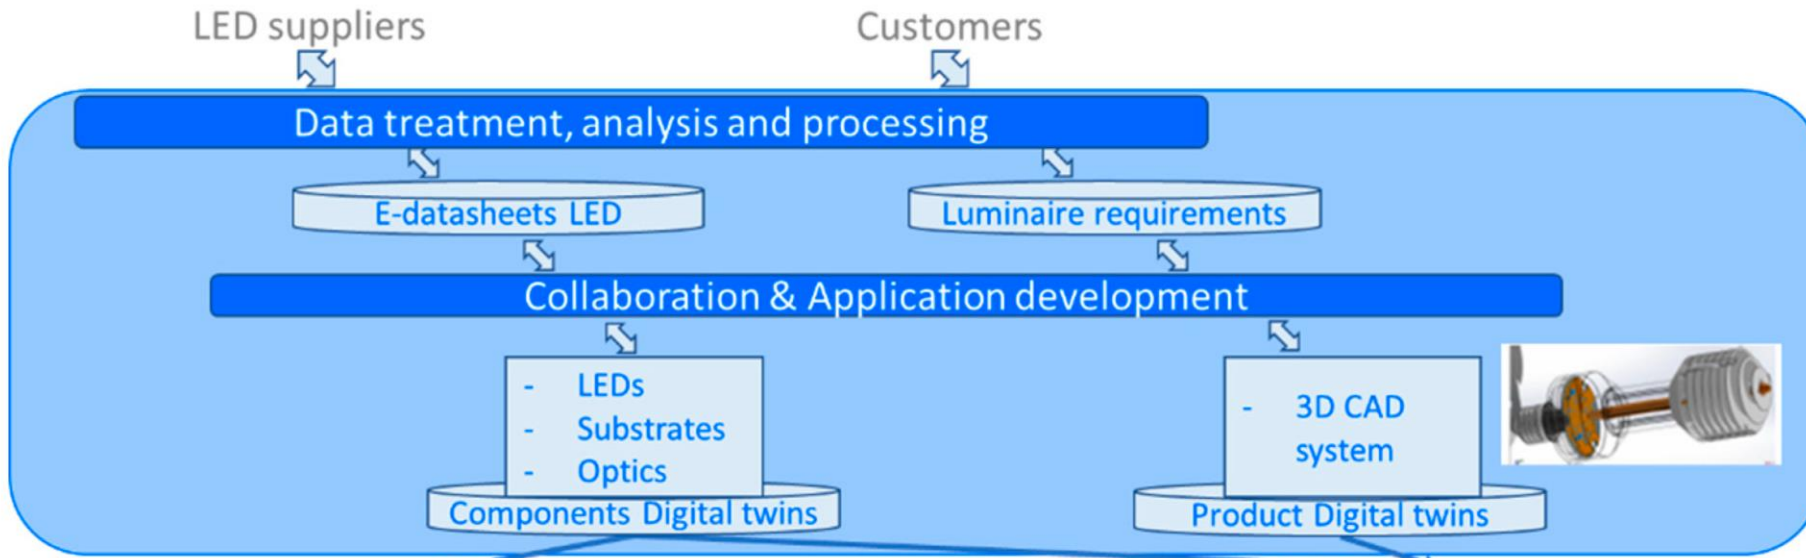 LED suppliers
Customers
Data treatment, analysis and processing
E-datasheets LED
Luminaire requirements
Collaboration & Application development
- LEDs
- Substrates
- Optics
- 3D CAD
system
Components Digital twins
Product Digital twins